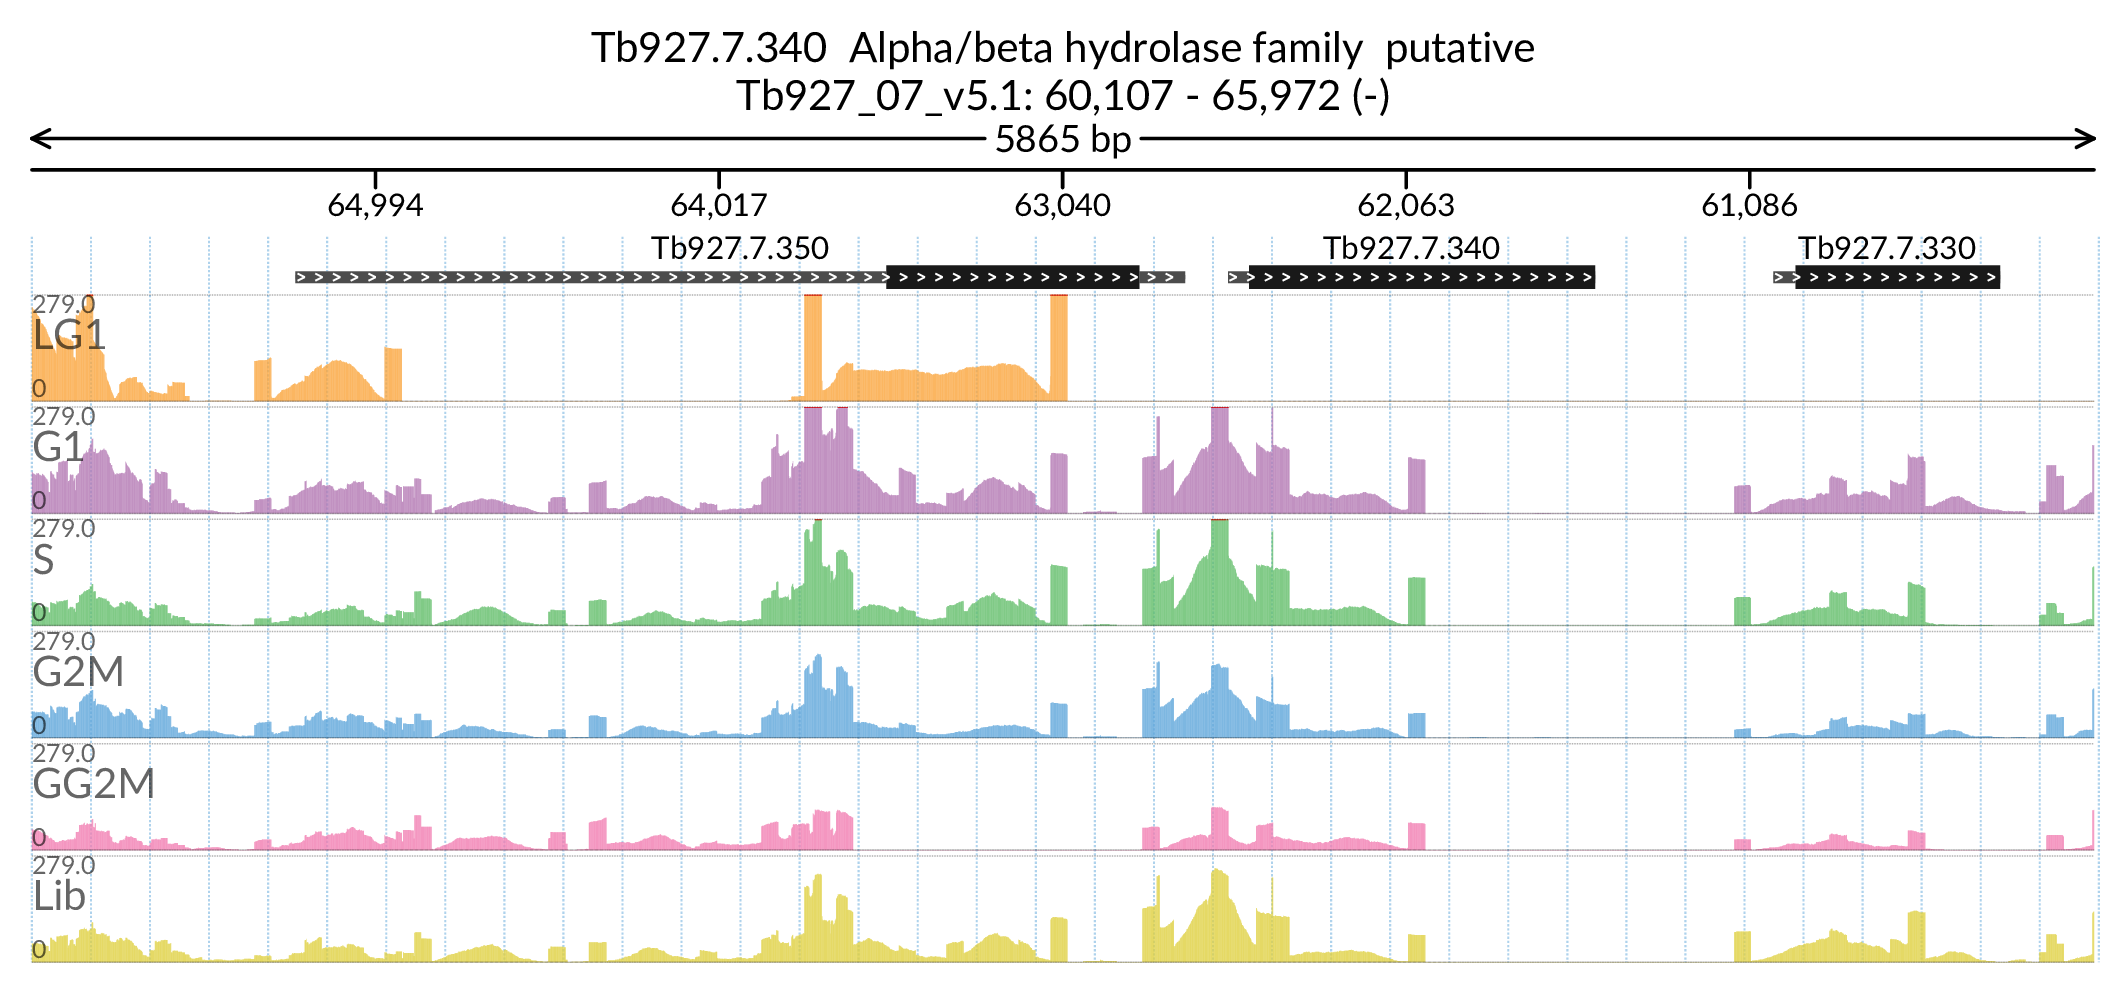 Tb927.7.340  Alpha/beta hydrolase family  putative
Tb927_07_v5.1: 60,107 - 65,972 (-)
5865 bp
64,994 64,017 63,040 62,063 61,086
Tb927.7.350 Tb927.7.340 Tb927.7.330
279.0
LG1
0
279.0
G1
0
279.0
S
0
279.0
G2M
0
279.0
GG2M
0
279.0
Lib
0